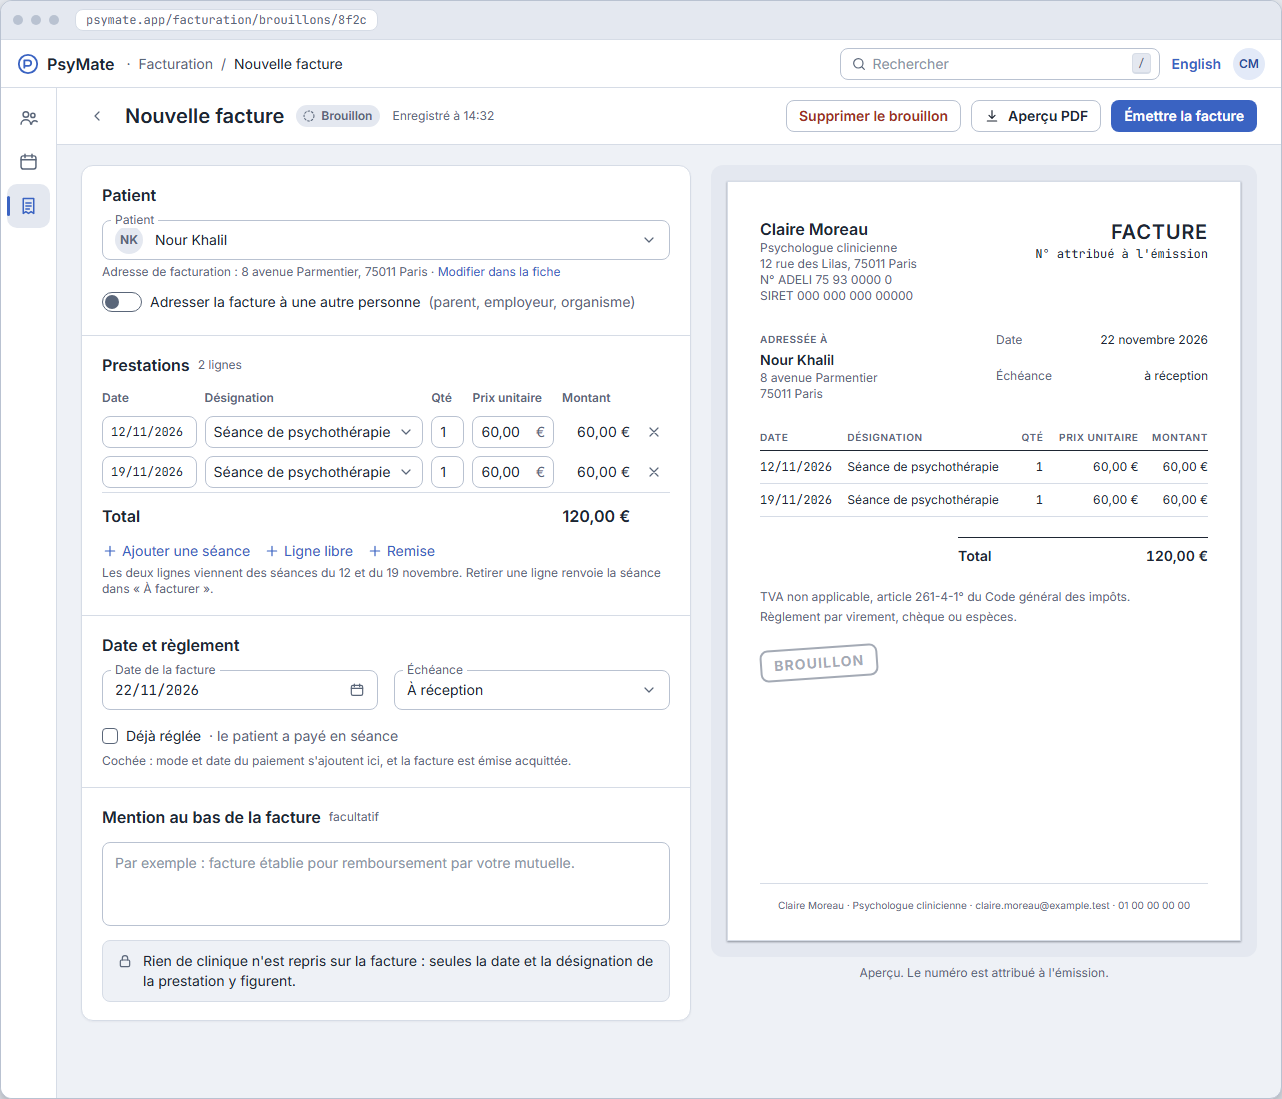 psymate.app/facturation/brouillons/8f2c
PsyMate · Facturation / Nouvelle facture
Rechercher /
English
CM
Nouvelle facture
Brouillon
Enregistré à 14:32
Supprimer le brouillon
Aperçu PDF
Émettre la facture
Patient
Patient
NK Nour Khalil
Adresse de facturation : 8 avenue Parmentier, 75011 Paris · Modifier dans la fiche
Adresser la facture à une autre personne (parent, employeur, organisme)
Prestations 2 lignes
Date Désignation Qté Prix unitaire Montant
12/11/2026 Séance de psychothérapie 1 60,00 € 60,00 €
19/11/2026 Séance de psychothérapie 1 60,00 € 60,00 €
Total 120,00 €
+ Ajouter une séance + Ligne libre + Remise
Les deux lignes viennent des séances du 12 et du 19 novembre. Retirer une ligne renvoie la séance
dans « À facturer ».
Date et règlement
Date de la facture
22/11/2026
Échéance
À réception
Déjà réglée · le patient a payé en séance
Cochée : mode et date du paiement s'ajoutent ici, et la facture est émise acquittée.
Mention au bas de la facture facultatif
Par exemple : facture établie pour remboursement par votre mutuelle.
Rien de clinique n'est repris sur la facture : seules la date et la désignation de
la prestation y figurent.
Claire Moreau
Psychologue clinicienne
12 rue des Lilas, 75011 Paris
N° ADELI 75 93 0000 0
SIRET 000 000 000 00000
FACTURE
N° attribué à l'émission
ADRESSÉE À
Nour Khalil
8 avenue Parmentier
75011 Paris
Date 22 novembre 2026
Échéance à réception
DATE DÉSIGNATION QTÉ PRIX UNITAIRE MONTANT
12/11/2026 Séance de psychothérapie 1 60,00 € 60,00 €
19/11/2026 Séance de psychothérapie 1 60,00 € 60,00 €
Total 120,00 €
TVA non applicable, article 261-4-1° du Code général des impôts.
Règlement par virement, chèque ou espèces.
BROUILLON
Claire Moreau · Psychologue clinicienne · claire.moreau@example.test · 01 00 00 00 00
Aperçu. Le numéro est attribué à l'émission.